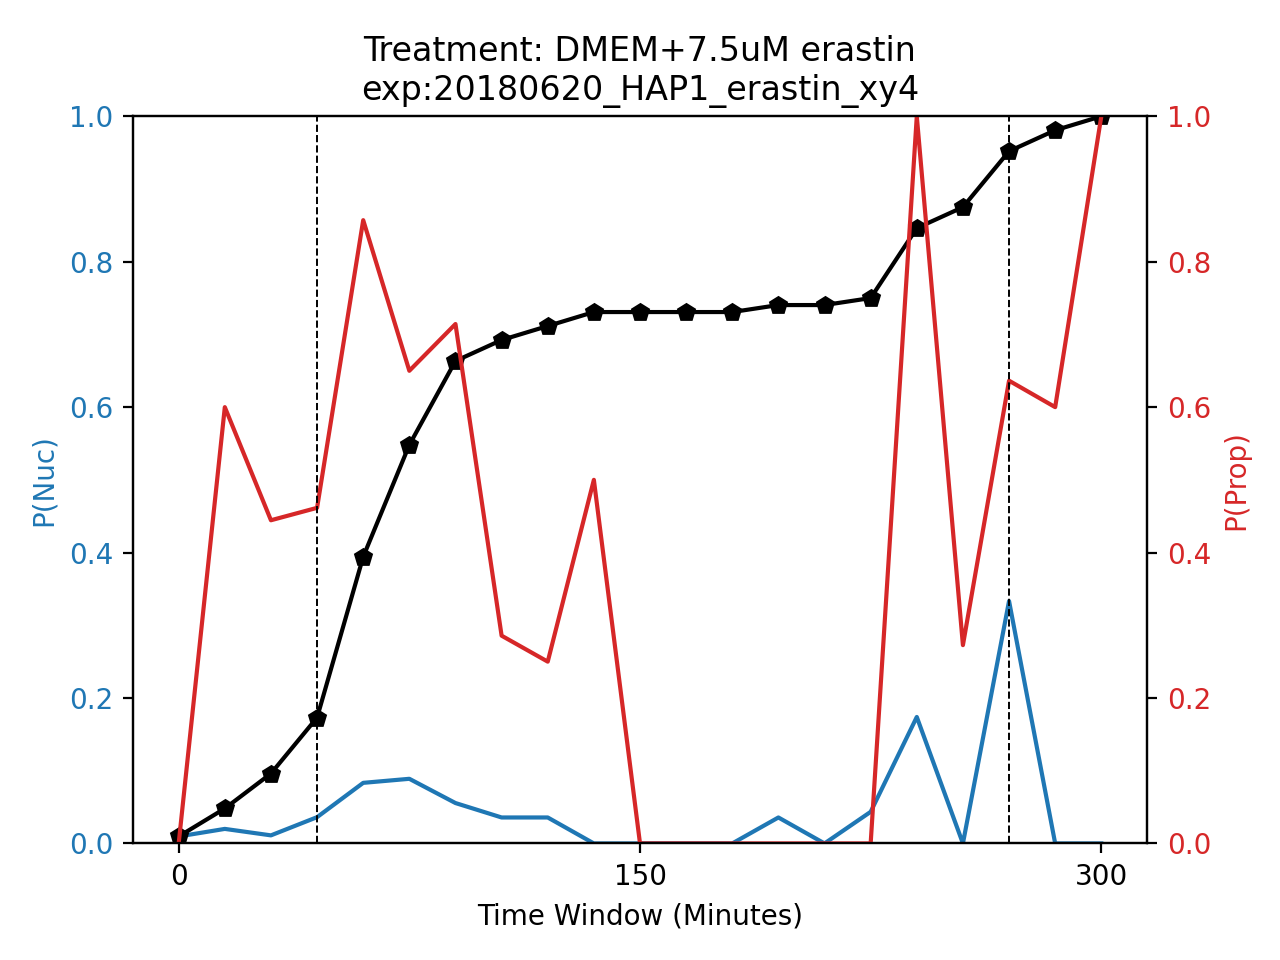 Treatment: DMEM+7.5uM erastin
exp:20180620_HAP1_erastin_xy4
1.0
0.8
0.6
0.4
0.2
0.0
P(Nuc)
1.0
0.8
0.6
0.4
0.2
0.0
P(Prop)
0 150 300
Time Window (Minutes)